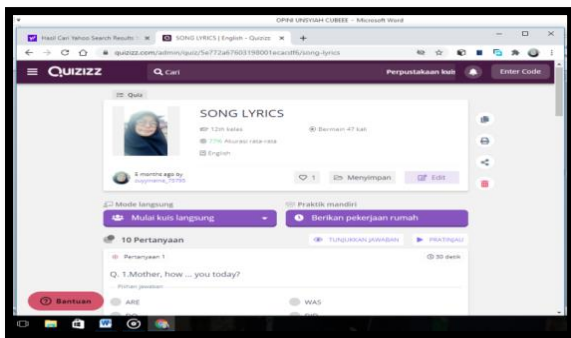 OPINI UNSYIAH CUBEEE - Microsoft Word
Hasil Cari Yahoo Search Results
SONG LYRICS | English - Quizizz
quizizz.com/admin/quiz/5e772a67603198001ecacdf6/song-lyrics
QUIZIZZ
Cari
Perpustakaan kuis
Enter Code
Quiz
SONG LYRICS
12th kelas
Bermain 47 kali
77% Akurasi rata-rata
English
8 months ago by
1
Menyimpan
Edit
Mode langsung
Praktik mandiri
Mulai kuis langsung
Berikan pekerjaan rumah
10 Pertanyaan
TUNJUKKAN JAWABAN
PRATINJAU
Pertanyaan 1
30 detik
Q. 1.Mother, how ... you today?
Pilihan jawaban
ARE
WAS
DID
Bantuan